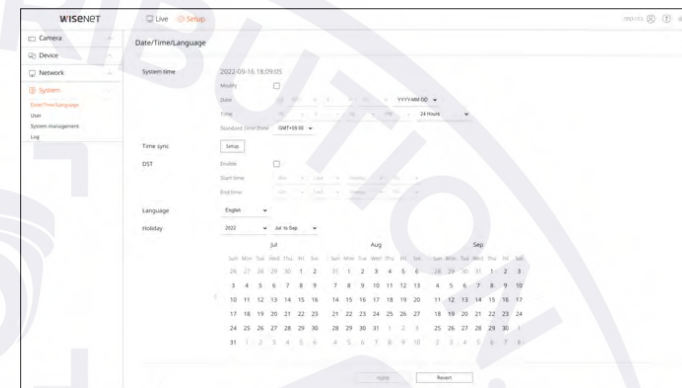 WISENET Live Setup
Camera
Device
Network
System
Date/Time/Language
User
System management
Log
Date/Time/Language
System time 2022-09-16 18:09:05
Modify
Date YYYY-MM-DD
Time 24 Hours
Standard Time Zone GMT+09:00
Time sync Setup
DST Enable
Start time
End time
Language English
Holiday 2022 Jul to Sep
Jul Aug Sep
Sun Mon Tue Wed Thu Fri Sat Sun Mon Tue Wed Thu Fri Sat Sun Mon Tue Wed Thu Fri Sat
26 27 28 29 30 1 2 31 1 2 3 4 5 6 28 29 30 31 1 2 3
3 4 5 6 7 8 9 7 8 9 10 11 12 13 4 5 6 7 8 9 10
10 11 12 13 14 15 16 14 15 16 17 18 19 20 11 12 13 14 15 16 17
17 18 19 20 21 22 23 21 22 23 24 25 26 27 18 19 20 21 22 23 24
24 25 26 27 28 29 30 28 29 30 31 1 2 3 25 26 27 28 29 30 1
31 1 2 3 4 5 6 4 5 6 7 8 9 10 2 3 4 5 6 7 8
Apply Revert